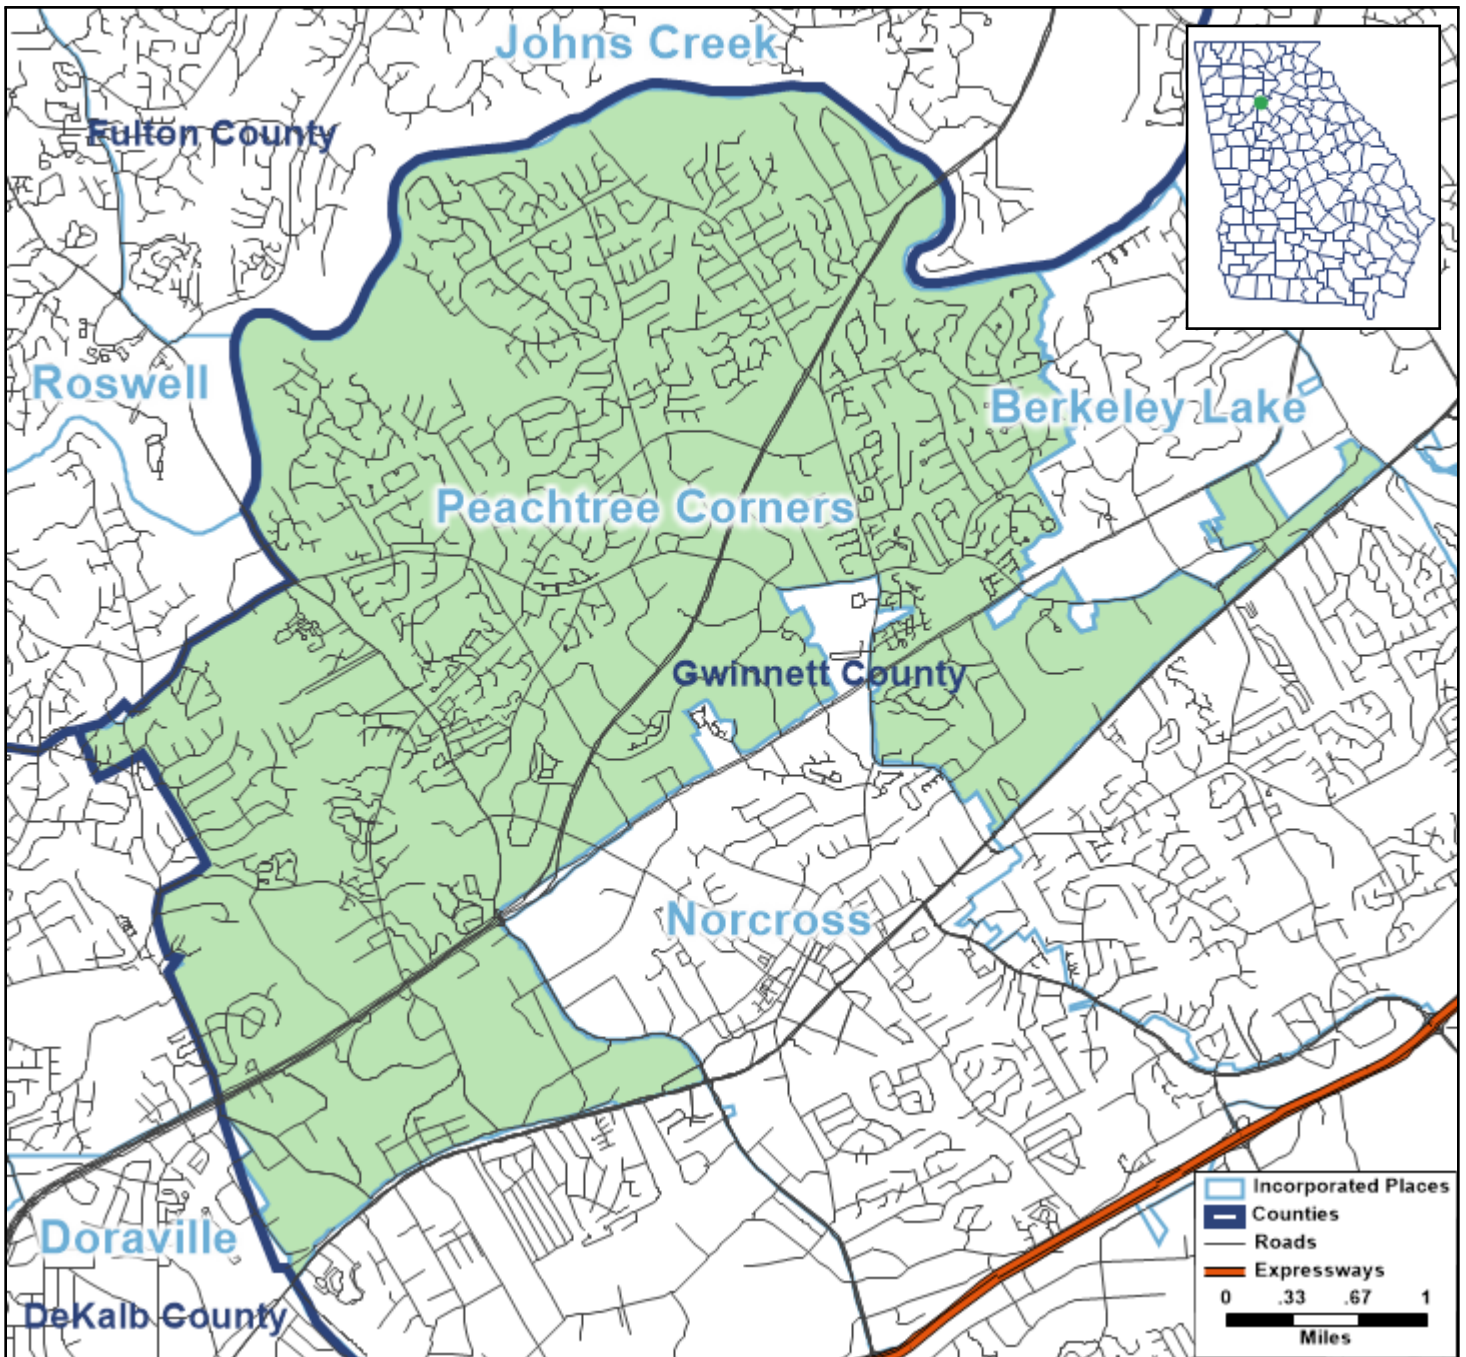 Johns Creek
Fulton County
Roswell
Berkeley Lake
Peachtree Corners
Gwinnett County
Norcross
Doraville
DeKalb County
Incorporated Places
Counties
Roads
Expressways
0 .33 .67 1
Miles